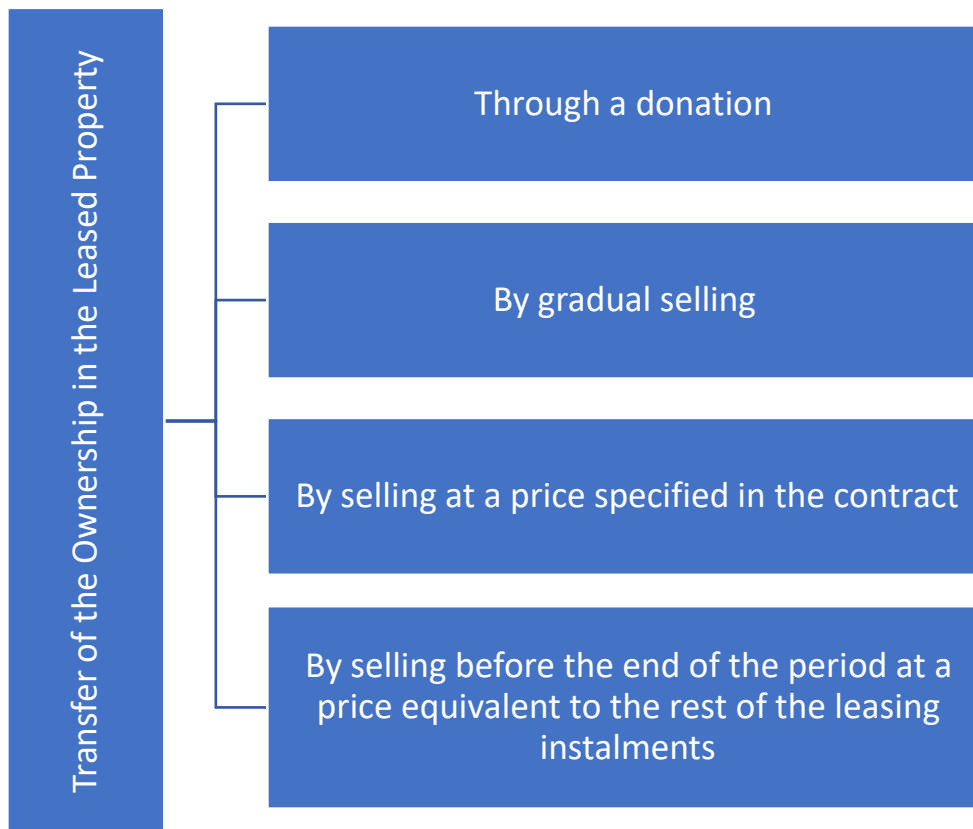 Transfer of the Ownership in the Leased Property
Through a donation
By gradual selling
By selling at a price specified in the contract
By selling before the end of the period at a
price equivalent to the rest of the leasing
instalments